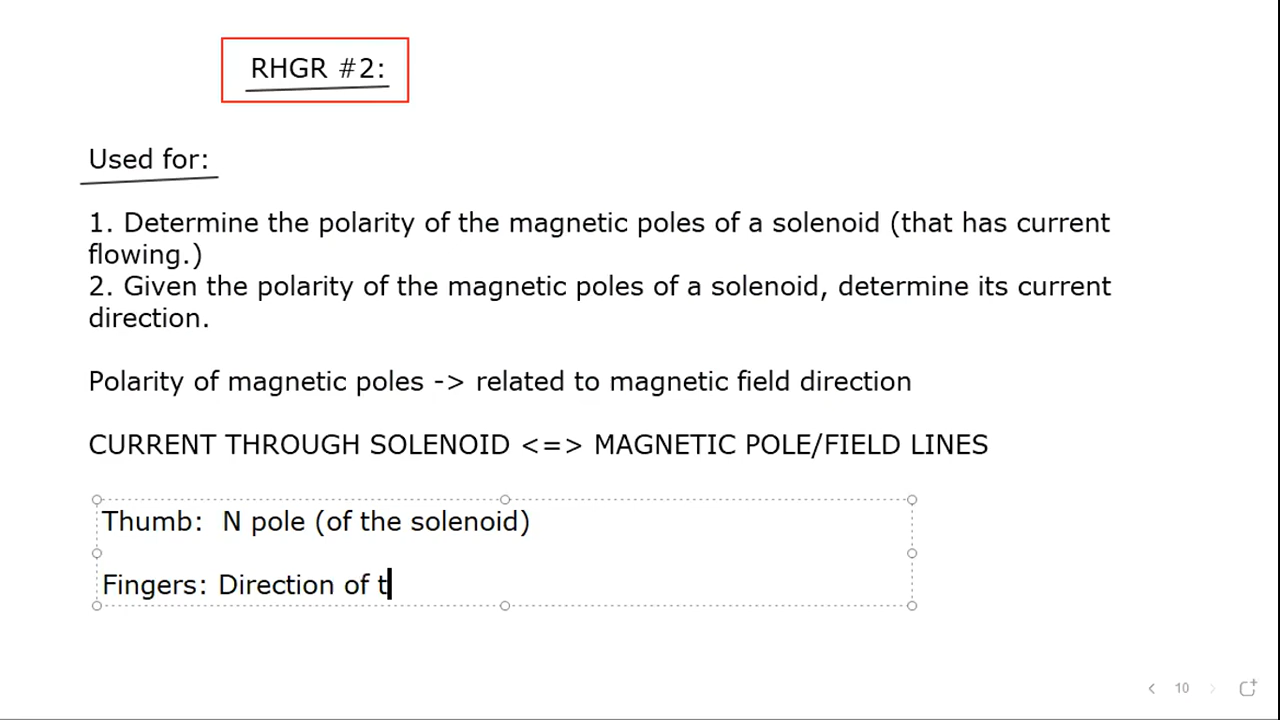 RHGR #2:
Used for:
1. Determine the polarity of the magnetic poles of a solenoid (that has current
flowing.)
2. Given the polarity of the magnetic poles of a solenoid, determine its current
direction.
Polarity of magnetic poles -> related to magnetic field direction
CURRENT THROUGH SOLENOID <=> MAGNETIC POLE/FIELD LINES
Thumb:  N pole (of the solenoid)
Fingers: Direction of t
< 10 >